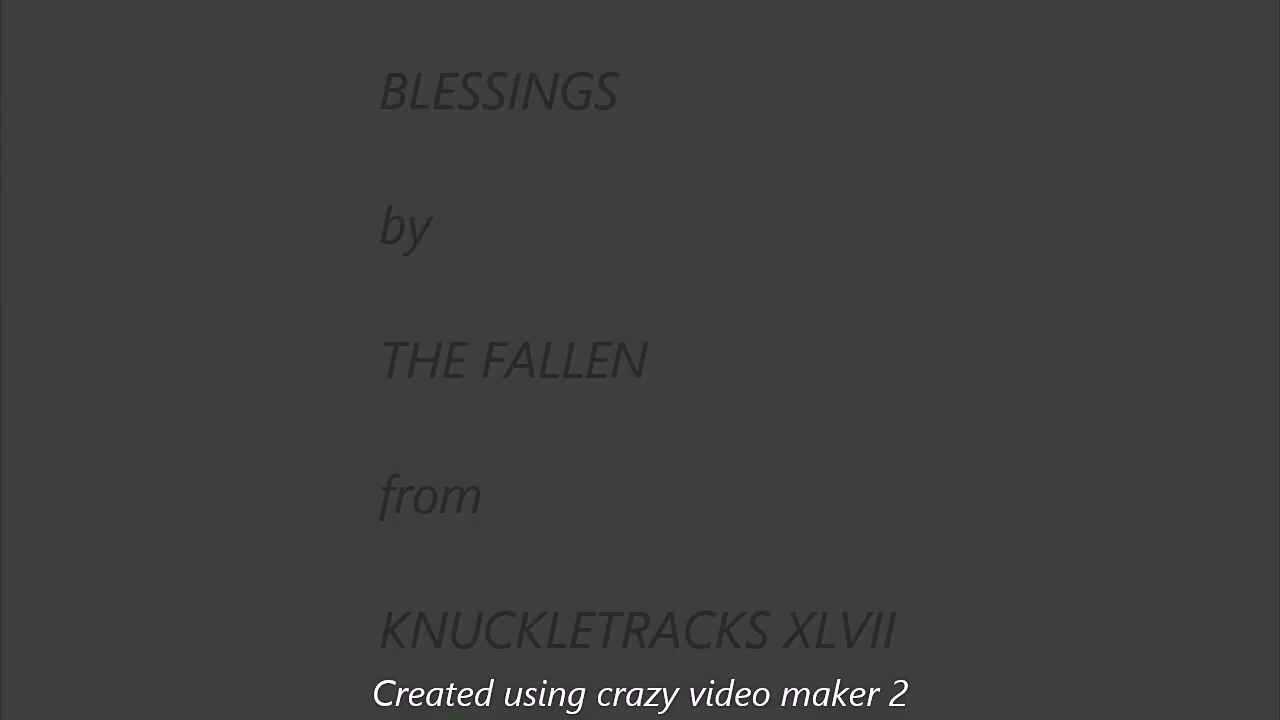 BLESSINGS
by
THE FALLEN
from
KNUCKLETRACKS XLVII
Created using crazy video maker 2